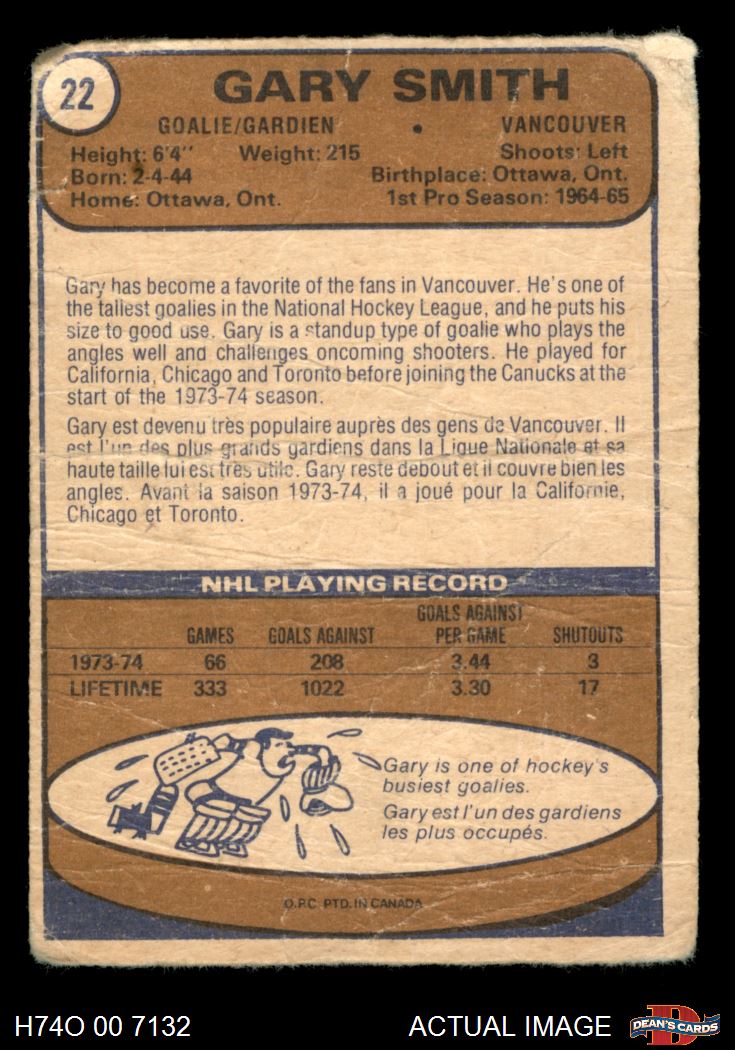 22
GARY SMITH
GOALIE/GARDIEN • VANCOUVER
Height: 6'4" Weight: 215 Shoots: Left
Born: 2-4-44 Birthplace: Ottawa, Ont.
Home: Ottawa, Ont. 1st Pro Season: 1964-65
Gary has become a favorite of the fans in Vancouver. He's one of
the tallest goalies in the National Hockey League, and he puts his
size to good use. Gary is a standup type of goalie who plays the
angles well and challenges oncoming shooters. He played for
California, Chicago and Toronto before joining the Canucks at the
start of the 1973-74 season.
Gary est devenu très populaire auprès des gens de Vancouver. Il
est l'un des plus grands gardiens dans la Ligue Nationale et sa
haute taille lui est très utile. Gary reste debout et il couvre bien les
angles. Avant la saison 1973-74, il a joué pour la Californie,
Chicago et Toronto.
NHL PLAYING RECORD
GAMES GOALS AGAINST GOALS AGAINST PER GAME SHUTOUTS
1973-74 66 208 3.44 3
LIFETIME 333 1022 3.30 17
Gary is one of hockey's
busiest goalies.
Gary est l'un des gardiens
les plus occupés.
O.P.C. PTD. IN CANADA
H74O 00 7132 ACTUAL IMAGE DEAN'S CARDS